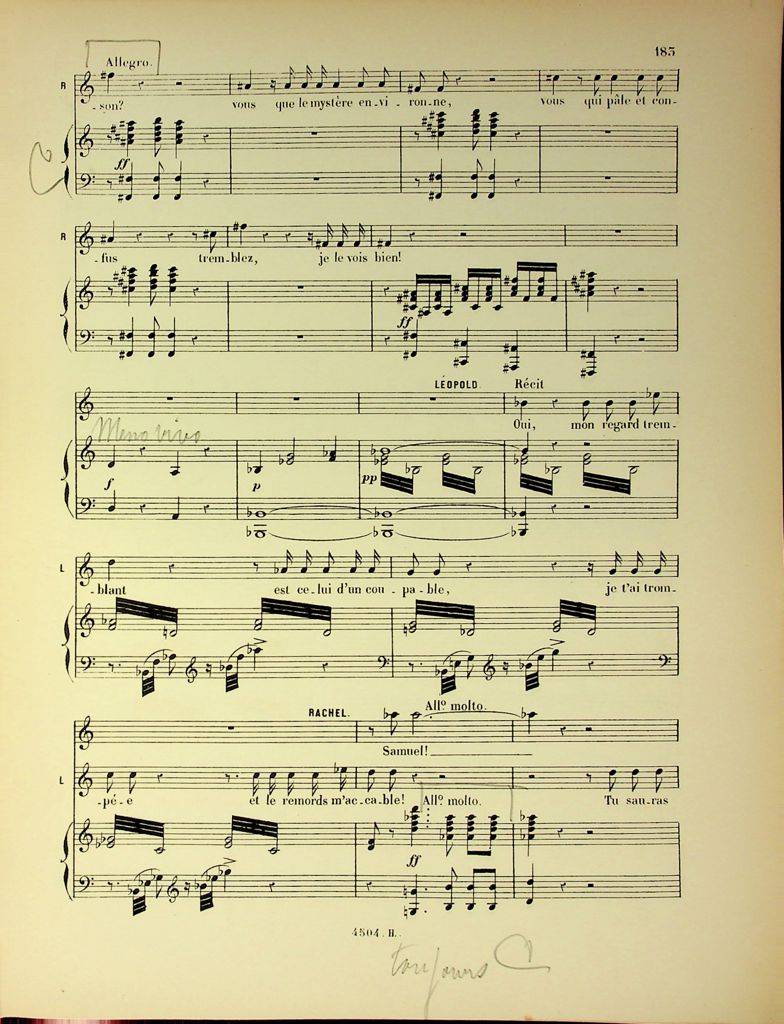 183
Allegro.
R
-son? vous que le mystère en-vi-ron-ne, vous qui pâle et con-
ff
R
-fus trem-blez, je le vois bien!
ff
LÉOPOLD. Récit
Oui, mon regard trem-
Meno vivo
f p pp
L
-blant est ce-lui d'un cou-pa-ble, je t'ai trom-
RACHEL. All? molto.
Samuel!
L
-pé-e et le remords m'ac-ca-ble! All? molto. Tu sau-ras
ff
4504. H.
toujours C